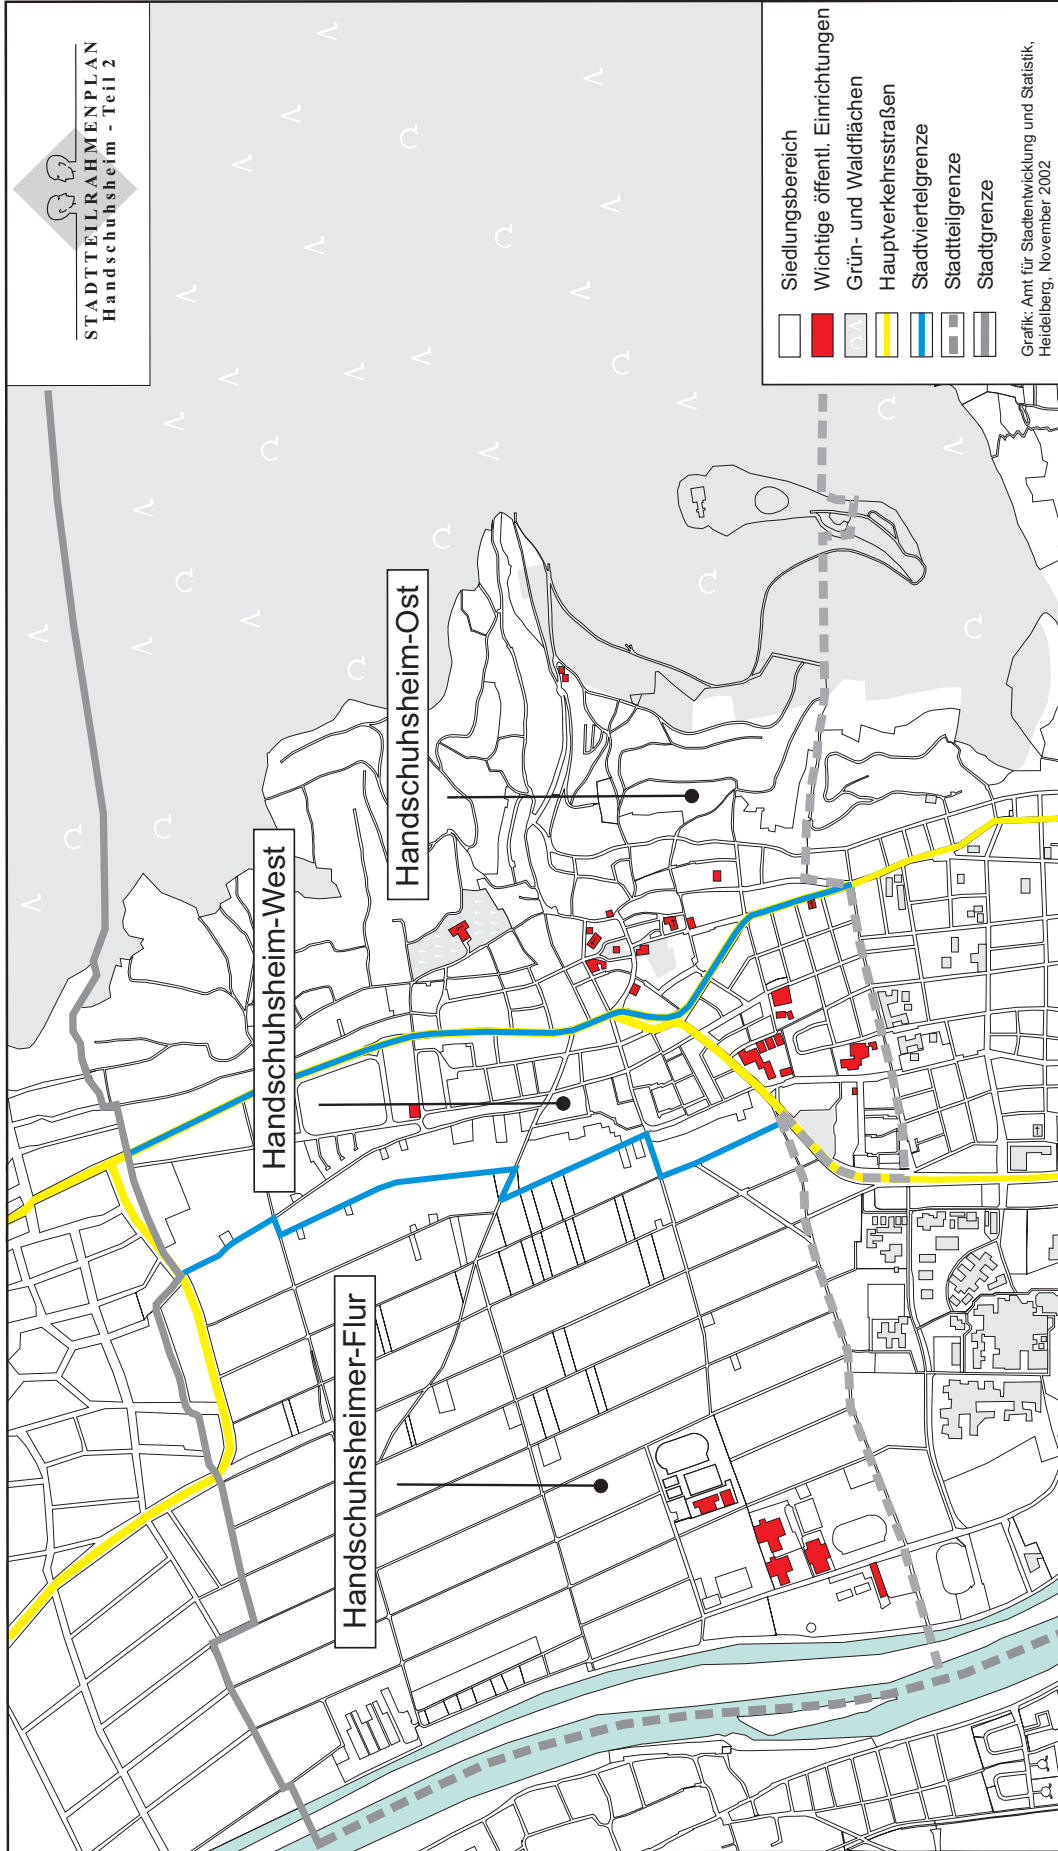 STADTTEILRAHMENPLAN
Handschuhsheim - Teil 2
Handschuhsheimer-Flur
Handschuhsheim-West
Handschuhsheim-Ost
Siedlungsbereich
Wichtige öffentl. Einrichtungen
Grün- und Waldflächen
Hauptverkehrsstraßen
Stadtviertelgrenze
Stadtteilgrenze
Stadtgrenze
Grafik: Amt für Stadtentwicklung und Statistik,
Heidelberg, November 2002